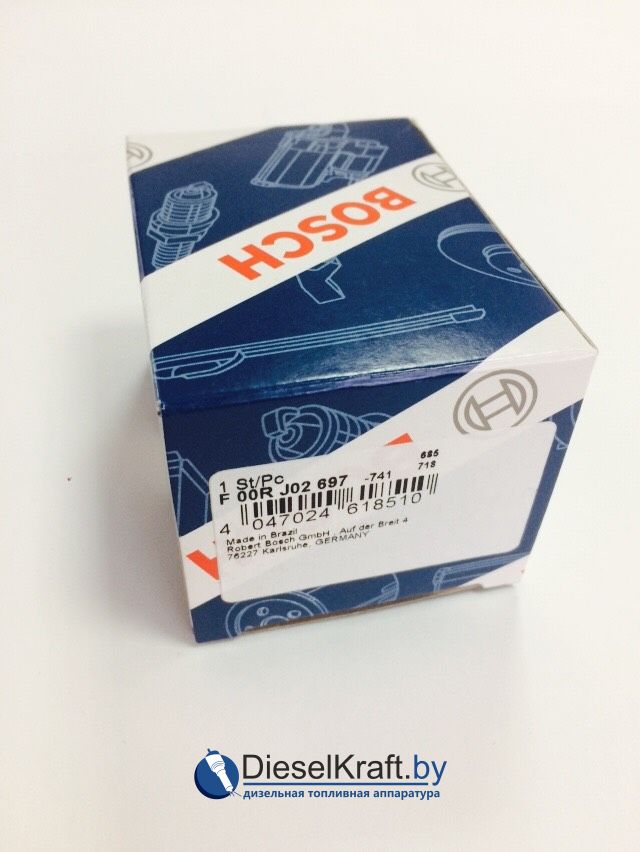 BOSCH
1 St/Pc
F 00R J02 697 -741 685
718
4 047024 618510
Made in Brazil
Robert Bosch GmbH, Auf der Breit 4
76227 Karlsruhe, GERMANY
DieselKraft.by
дизельная топливная аппаратура